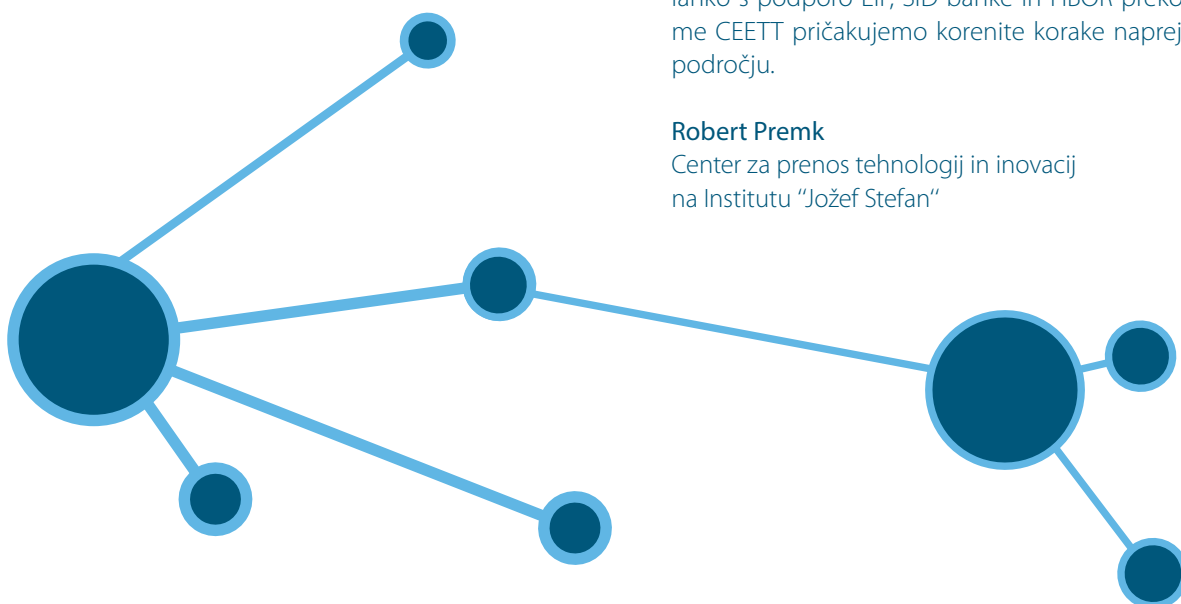 me CEETT pričakujemo korenite korake naprej
področju.
Robert Premk
Center za prenos tehnologij in inovacij
na Institutu “Jožef Stefan“